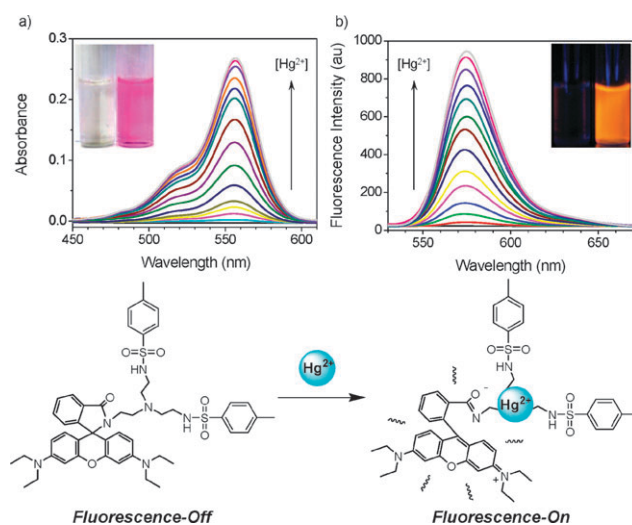 a)
0.3
0.2
0.1
0.0
Absorbance
[Hg²⁺]
450
500
550
600
Wavelength (nm)
b)
1000
800
600
400
200
0
Fluorescence Intensity (au)
[Hg²⁺]
550
600
650
Wavelength (nm)
O
S
O
HN
O
N
N
N
H
O
S
O
N
O
N
Hg²⁺
O
S
O
HN
O⁻
N
Hg²⁺
N
H
O
S
O
N
O
N⁺
Fluorescence-Off
Fluorescence-On